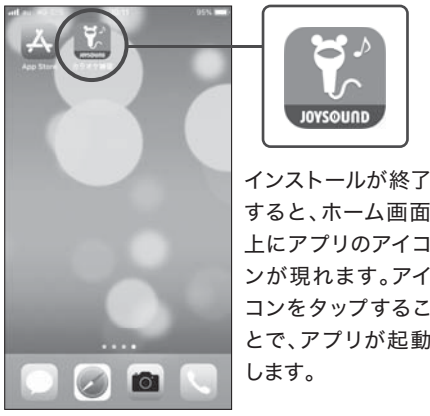 95%
App Store
JOYSOUND
JOYSOUND
インストールが終了
すると、ホーム画面
上にアプリのアイコ
ンが現れます。アイ
コンをタップするこ
とで、アプリが起動
します。